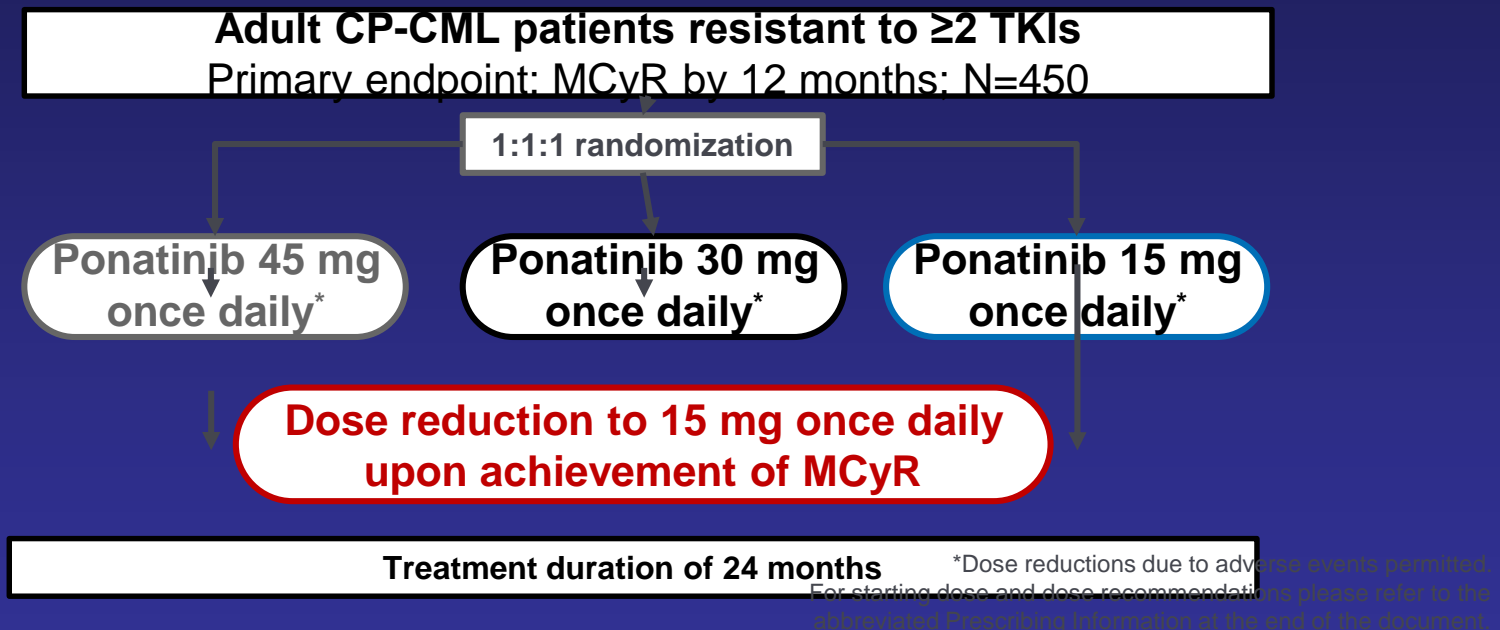 Adult CP-CML patients resistant to ≥2 TKIs
Primary endpoint: MCyR by 12 months; N=450
1:1:1 randomization
Ponatinib 45 mg
once daily*
Ponatinib 30 mg
once daily*
Ponatinib 15 mg
once daily*
Dose reduction to 15 mg once daily
upon achievement of MCyR
Treatment duration of 24 months
*Dose reductions due to adverse events permitted.
For starting dose and dose recommendations please refer to the
abbreviated Prescribing Information at the end of the document.